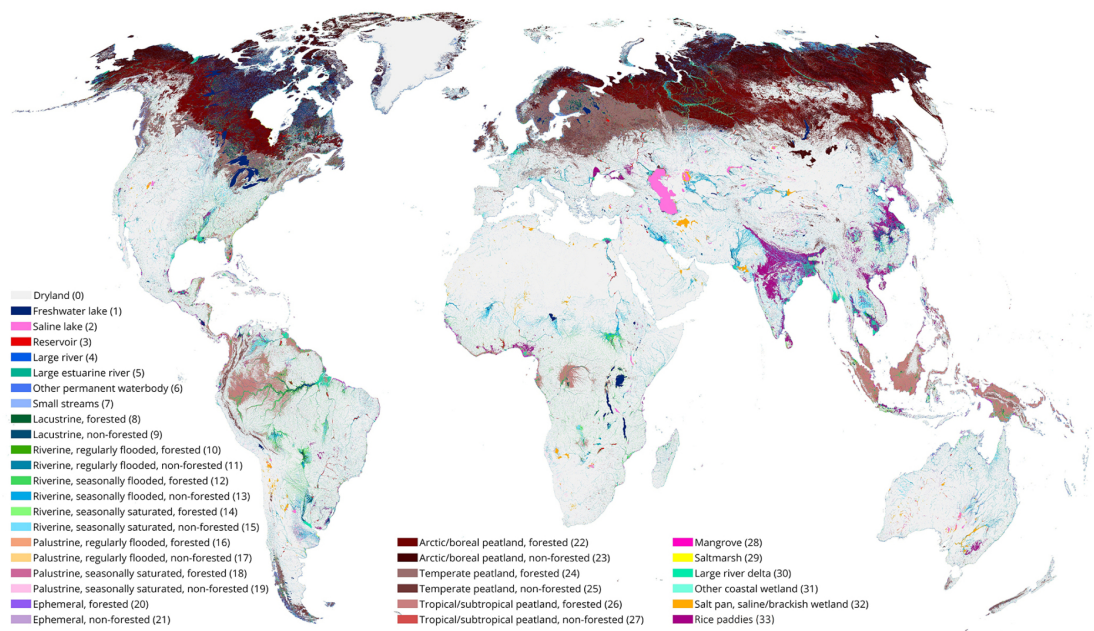 Dryland (0)
Freshwater lake (1)
Saline lake (2)
Reservoir (3)
Large river (4)
Large estuarine river (5)
Other permanent waterbody (6)
Small streams (7)
Lacustrine, forested (8)
Lacustrine, non-forested (9)
Riverine, regularly flooded, forested (10)
Riverine, regularly flooded, non-forested (11)
Riverine, seasonally flooded, forested (12)
Riverine, seasonally flooded, non-forested (13)
Riverine, seasonally saturated, forested (14)
Riverine, seasonally saturated, non-forested (15)
Palustrine, regularly flooded, forested (16)
Palustrine, regularly flooded, non-forested (17)
Palustrine, seasonally saturated, forested (18)
Palustrine, seasonally saturated, non-forested (19)
Ephemeral, forested (20)
Ephemeral, non-forested (21)
Arctic/boreal peatland, forested (22)
Arctic/boreal peatland, non-forested (23)
Temperate peatland, forested (24)
Temperate peatland, non-forested (25)
Tropical/subtropical peatland, forested (26)
Tropical/subtropical peatland, non-forested (27)
Mangrove (28)
Saltmarsh (29)
Large river delta (30)
Other coastal wetland (31)
Salt pan, saline/brackish wetland (32)
Rice paddies (33)